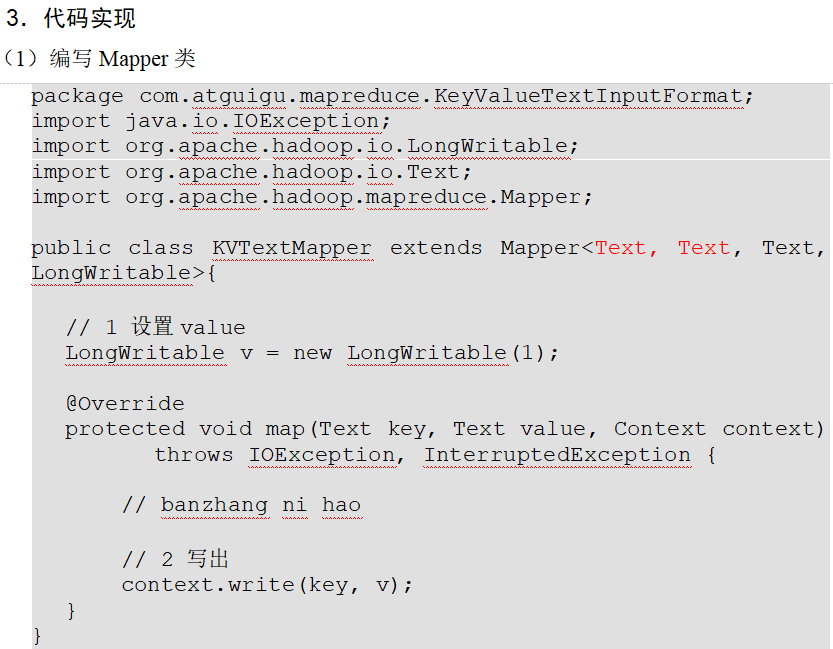 3．代码实现
（1）编写 Mapper 类
package com.atguigu.mapreduce.KeyValueTextInputFormat;
import java.io.IOException;
import org.apache.hadoop.io.LongWritable;
import org.apache.hadoop.io.Text;
import org.apache.hadoop.mapreduce.Mapper;
public class KVTextMapper extends Mapper<Text, Text, Text,
LongWritable>{
// 1 设置 value
LongWritable v = new LongWritable(1);
@Override
protected void map(Text key, Text value, Context context)
throws IOException, InterruptedException {
// banzhang ni hao
// 2 写出
context.write(key, v);
}
}